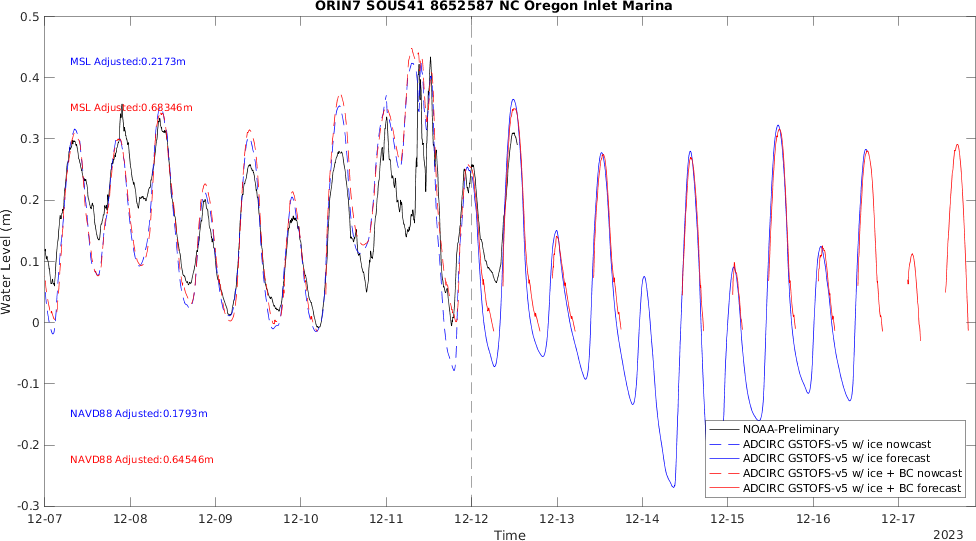 ORIN7 SOUS41 8652587 NC Oregon Inlet Marina
0.5
0.4
0.3
0.2
0.1
0
-0.1
-0.2
-0.3
Water Level (m)
MSL Adjusted:0.2173m
MSL Adjusted:0.68346m
NAVD88 Adjusted:0.1793m
NAVD88 Adjusted:0.64546m
NOAA-Preliminary
ADCIRC GSTOFS-v5 w/ ice nowcast
ADCIRC GSTOFS-v5 w/ ice forecast
ADCIRC GSTOFS-v5 w/ ice + BC nowcast
ADCIRC GSTOFS-v5 w/ ice + BC forecast
12-07 12-08 12-09 12-10 12-11 12-12 12-13 12-14 12-15 12-16 12-17
Time
2023